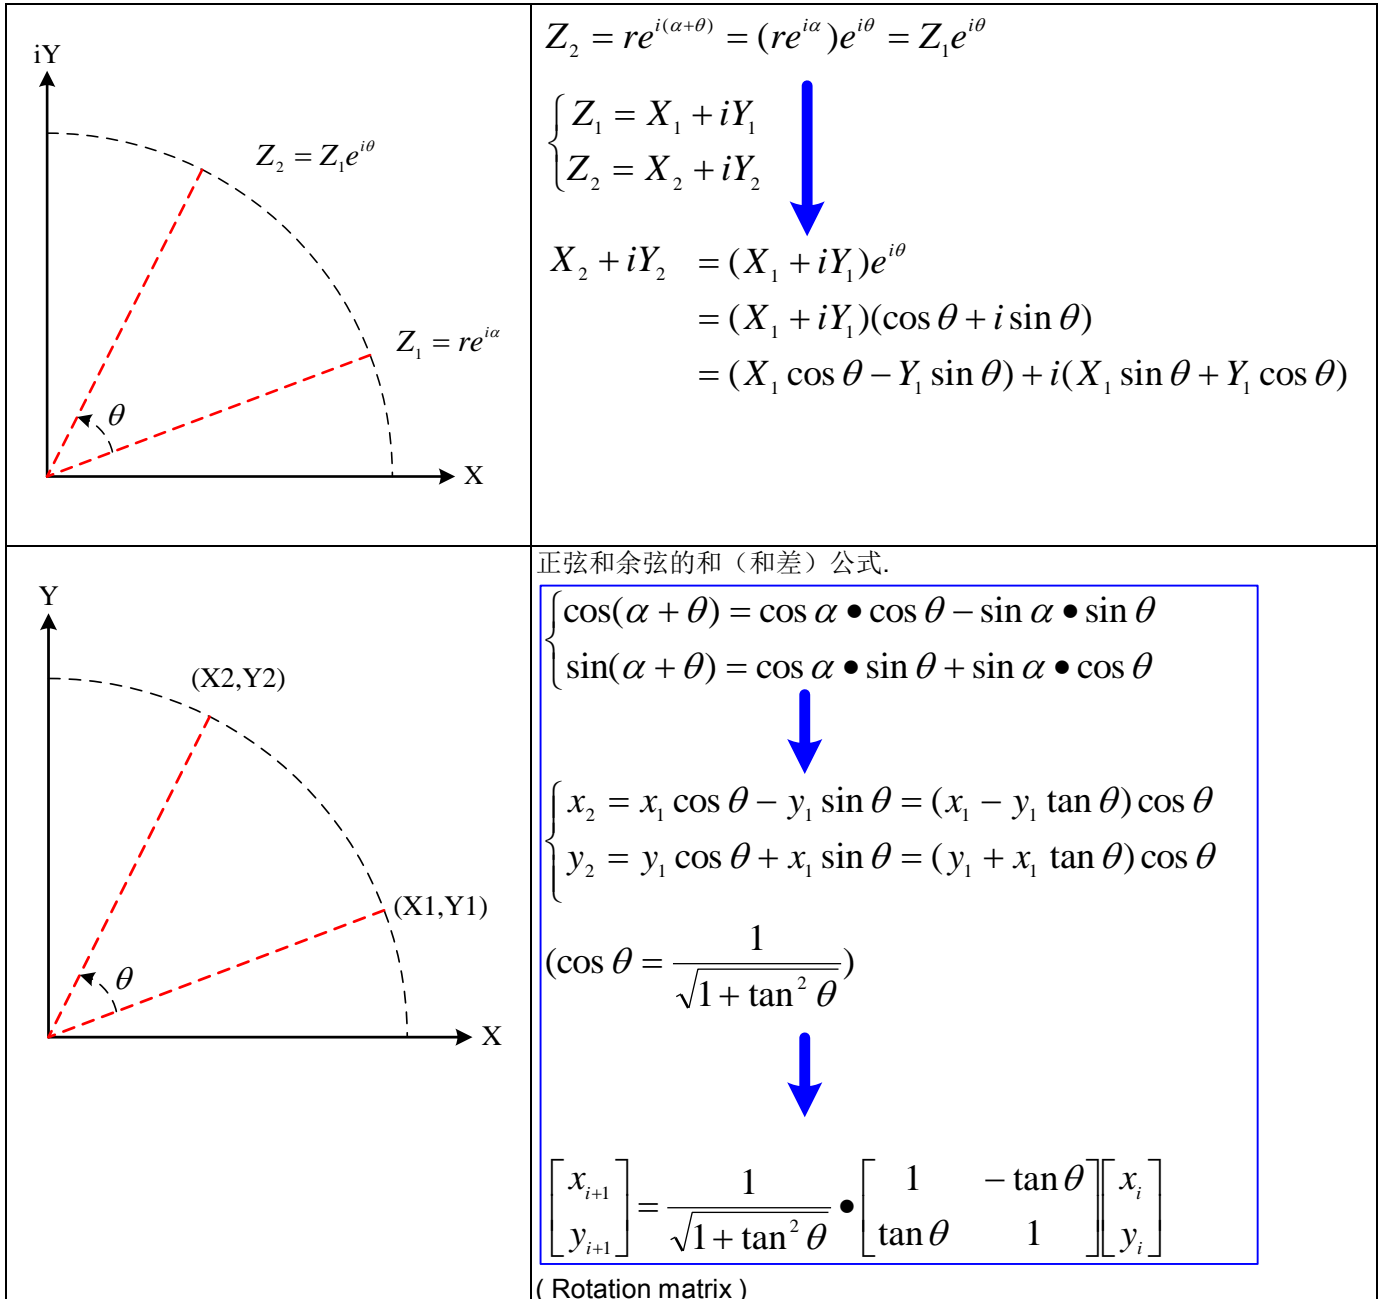 iY
Z₂ = Z₁e^{iθ}
Z₁ = re^{iα}
θ
X
Z₂ = re^{i(α+θ)} = (re^{iα})e^{iθ} = Z₁e^{iθ}
Z₁ = X₁ + iY₁
Z₂ = X₂ + iY₂
X₂ + iY₂ = (X₁ + iY₁)e^{iθ}
= (X₁ + iY₁)(cos θ + i sin θ)
= (X₁ cos θ − Y₁ sin θ) + i(X₁ sin θ + Y₁ cos θ)
Y
(X2,Y2)
(X1,Y1)
θ
X
正弦和余弦的和（和差）公式.
cos(α + θ) = cos α • cos θ − sin α • sin θ
sin(α + θ) = cos α • sin θ + sin α • cos θ
x₂ = x₁ cos θ − y₁ sin θ = (x₁ − y₁ tan θ) cos θ
y₂ = y₁ cos θ + x₁ sin θ = (y₁ + x₁ tan θ) cos θ
(cos θ = 1 / √(1 + tan² θ))
[x_{i+1} ; y_{i+1}] = 1 / √(1 + tan² θ) • [1 − tan θ ; tan θ 1] [x_i ; y_i]
( Rotation matrix )